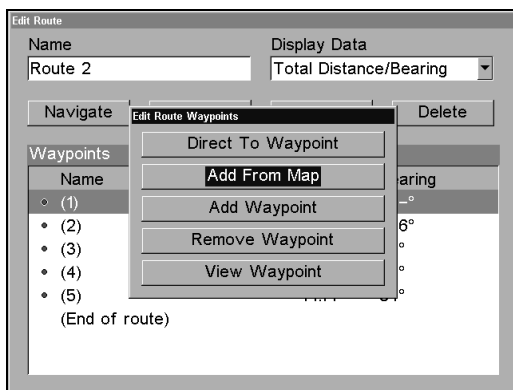 Edit Route
Name Display Data
Route 2 Total Distance/Bearing
Navigate Delete
Edit Route Waypoints
Direct To Waypoint
Add From Map
Add Waypoint
Remove Waypoint
View Waypoint
Waypoints
Name earing
(1) –°
(2) 6°
(3) °
(4) °
(5)
(End of route)